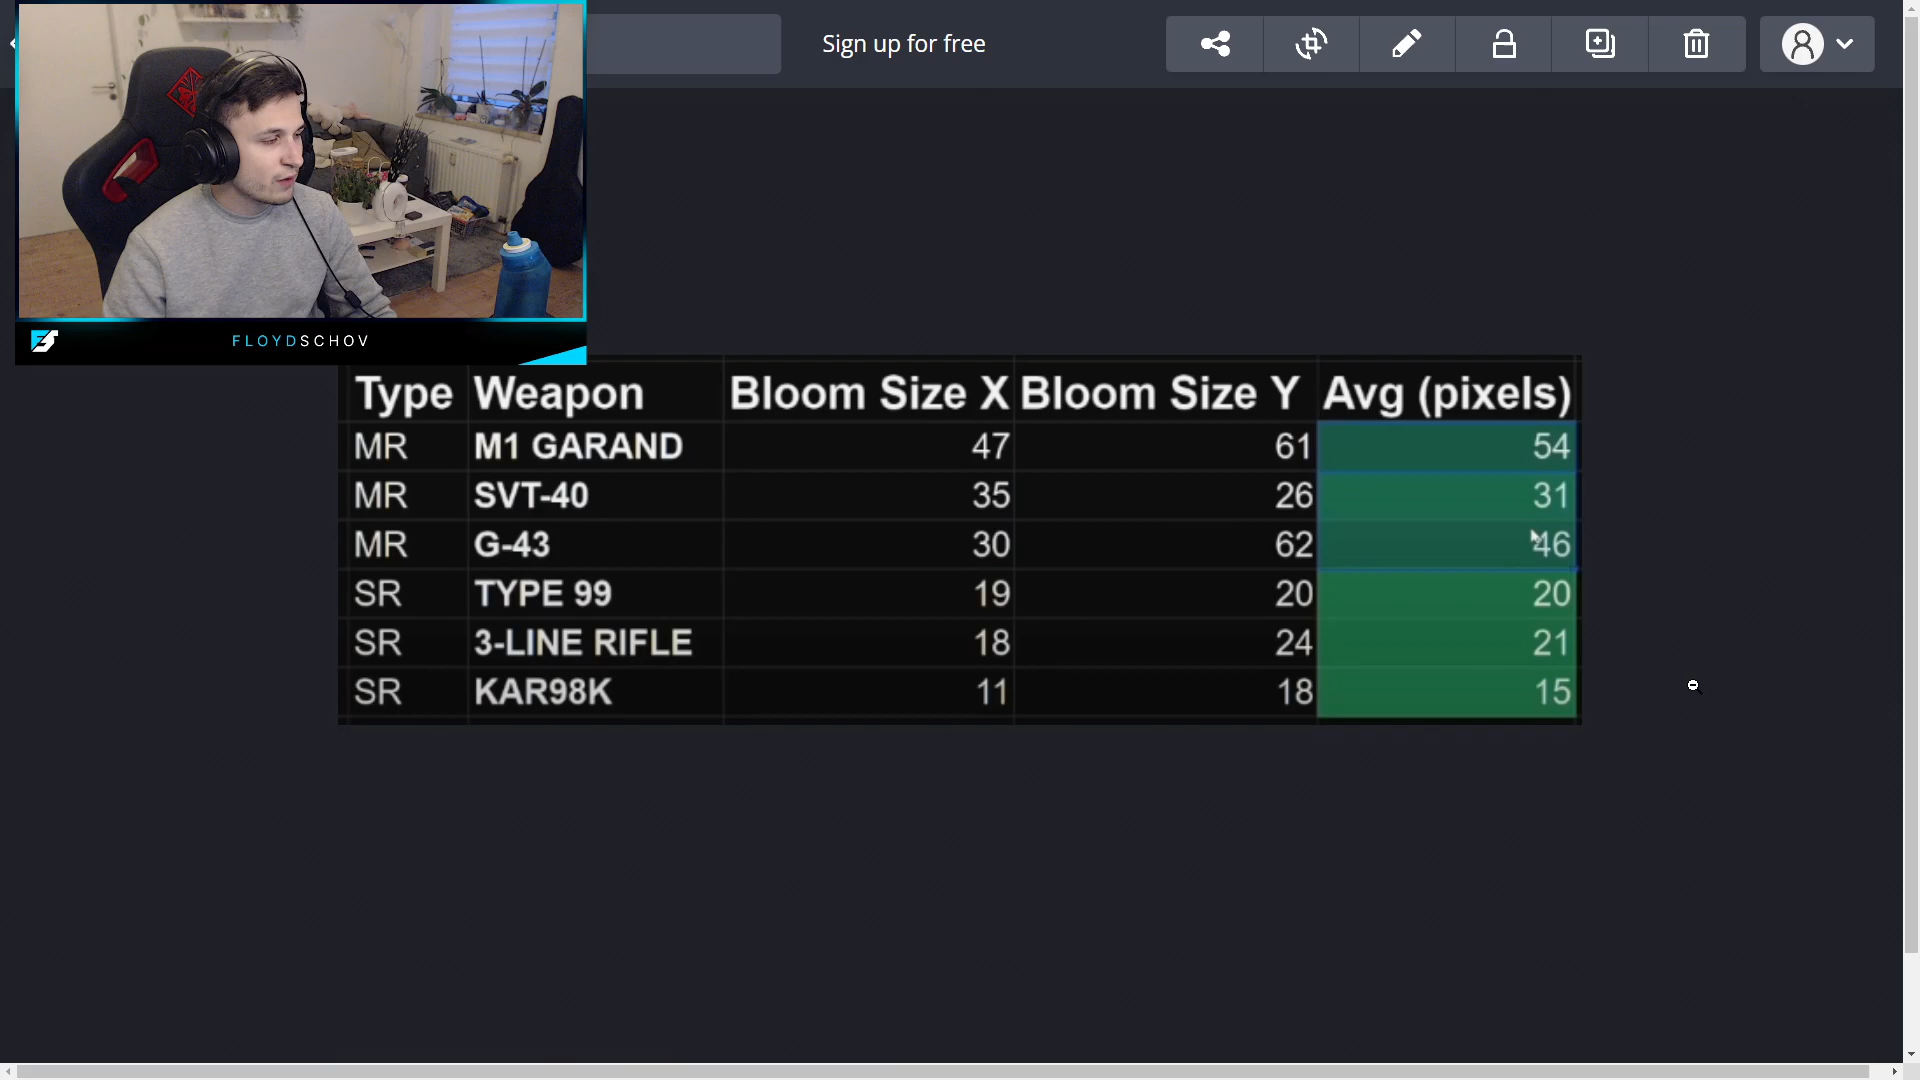 Sign up for free
FLOYDSCHOV
Type Weapon Bloom Size X Bloom Size Y Avg (pixels)
MR M1 GARAND 47 61 54
MR SVT-40 35 26 31
MR G-43 30 62 46
SR TYPE 99 19 20 20
SR 3-LINE RIFLE 18 24 21
SR KAR98K 11 18 15